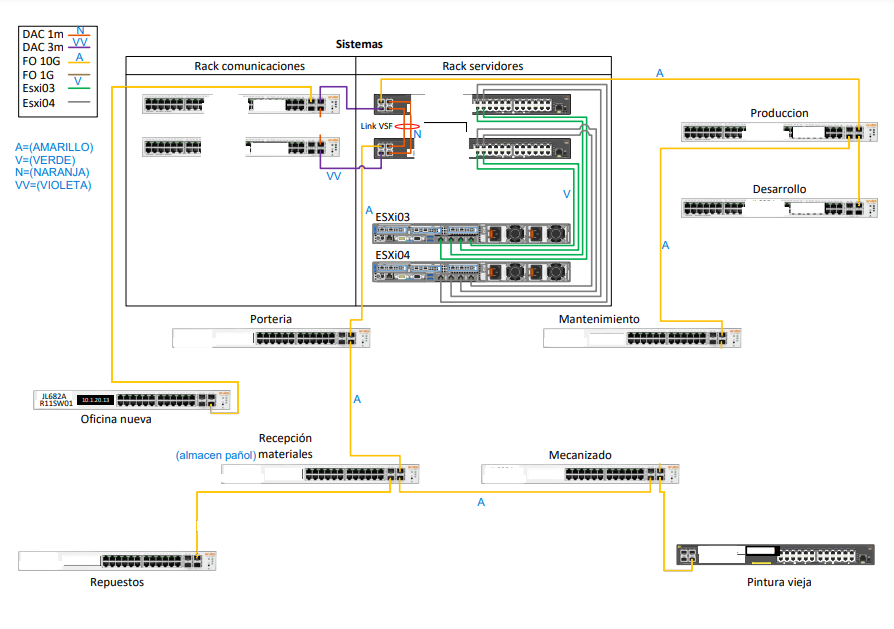 DAC 1m N
DAC 3m VV
FO 10G A
FO 1G
Esxi03 V
Esxi04
A=(AMARILLO)
V=(VERDE)
N=(NARANJA)
VV=(VIOLETA)
Sistemas
Rack comunicaciones
Rack servidores
A
Produccion
Link VSF
N
VV
V
Desarrollo
A
ESXi03
A
ESXi04
Porteria
Mantenimiento
JL682A
R11SW01
10.1.20.13
Oficina nueva
A
Recepción
(almacen pañol) materiales
Mecanizado
A
Repuestos
Pintura vieja